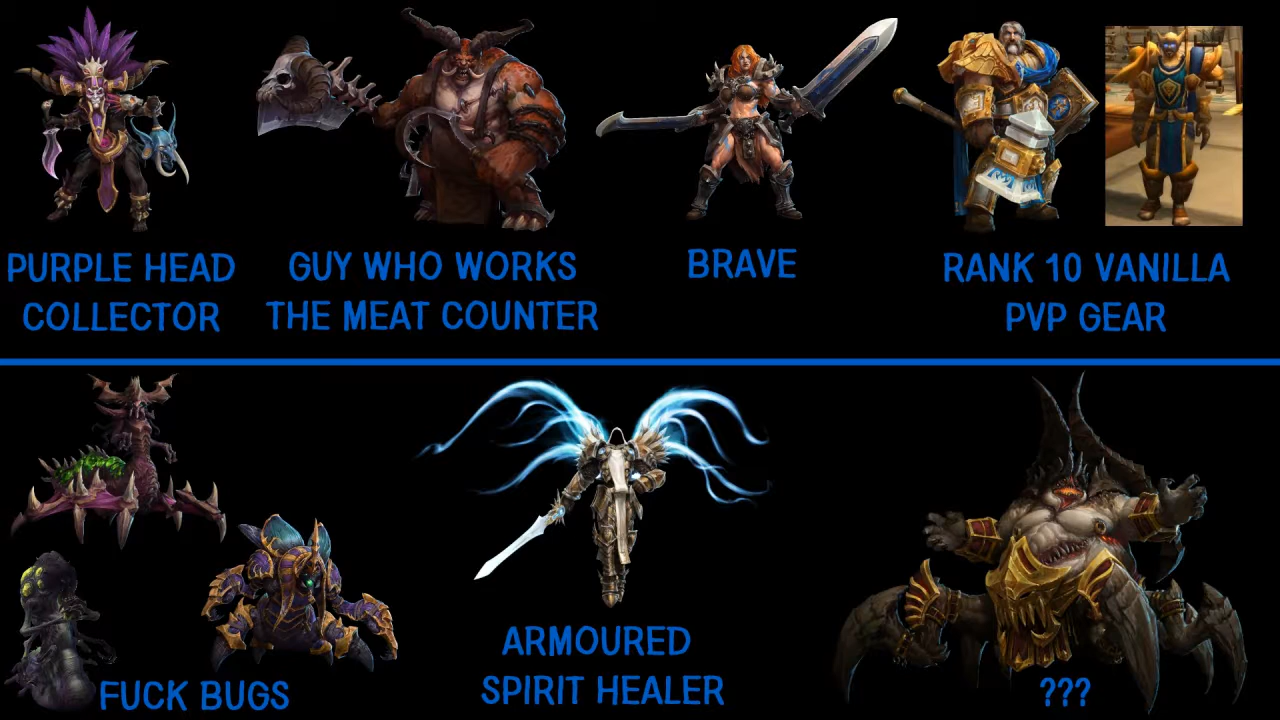 PURPLE HEAD
COLLECTOR
GUY WHO WORKS
THE MEAT COUNTER
BRAVE
RANK 10 VANILLA
PVP GEAR
FUCK BUGS
ARMOURED
SPIRIT HEALER
???